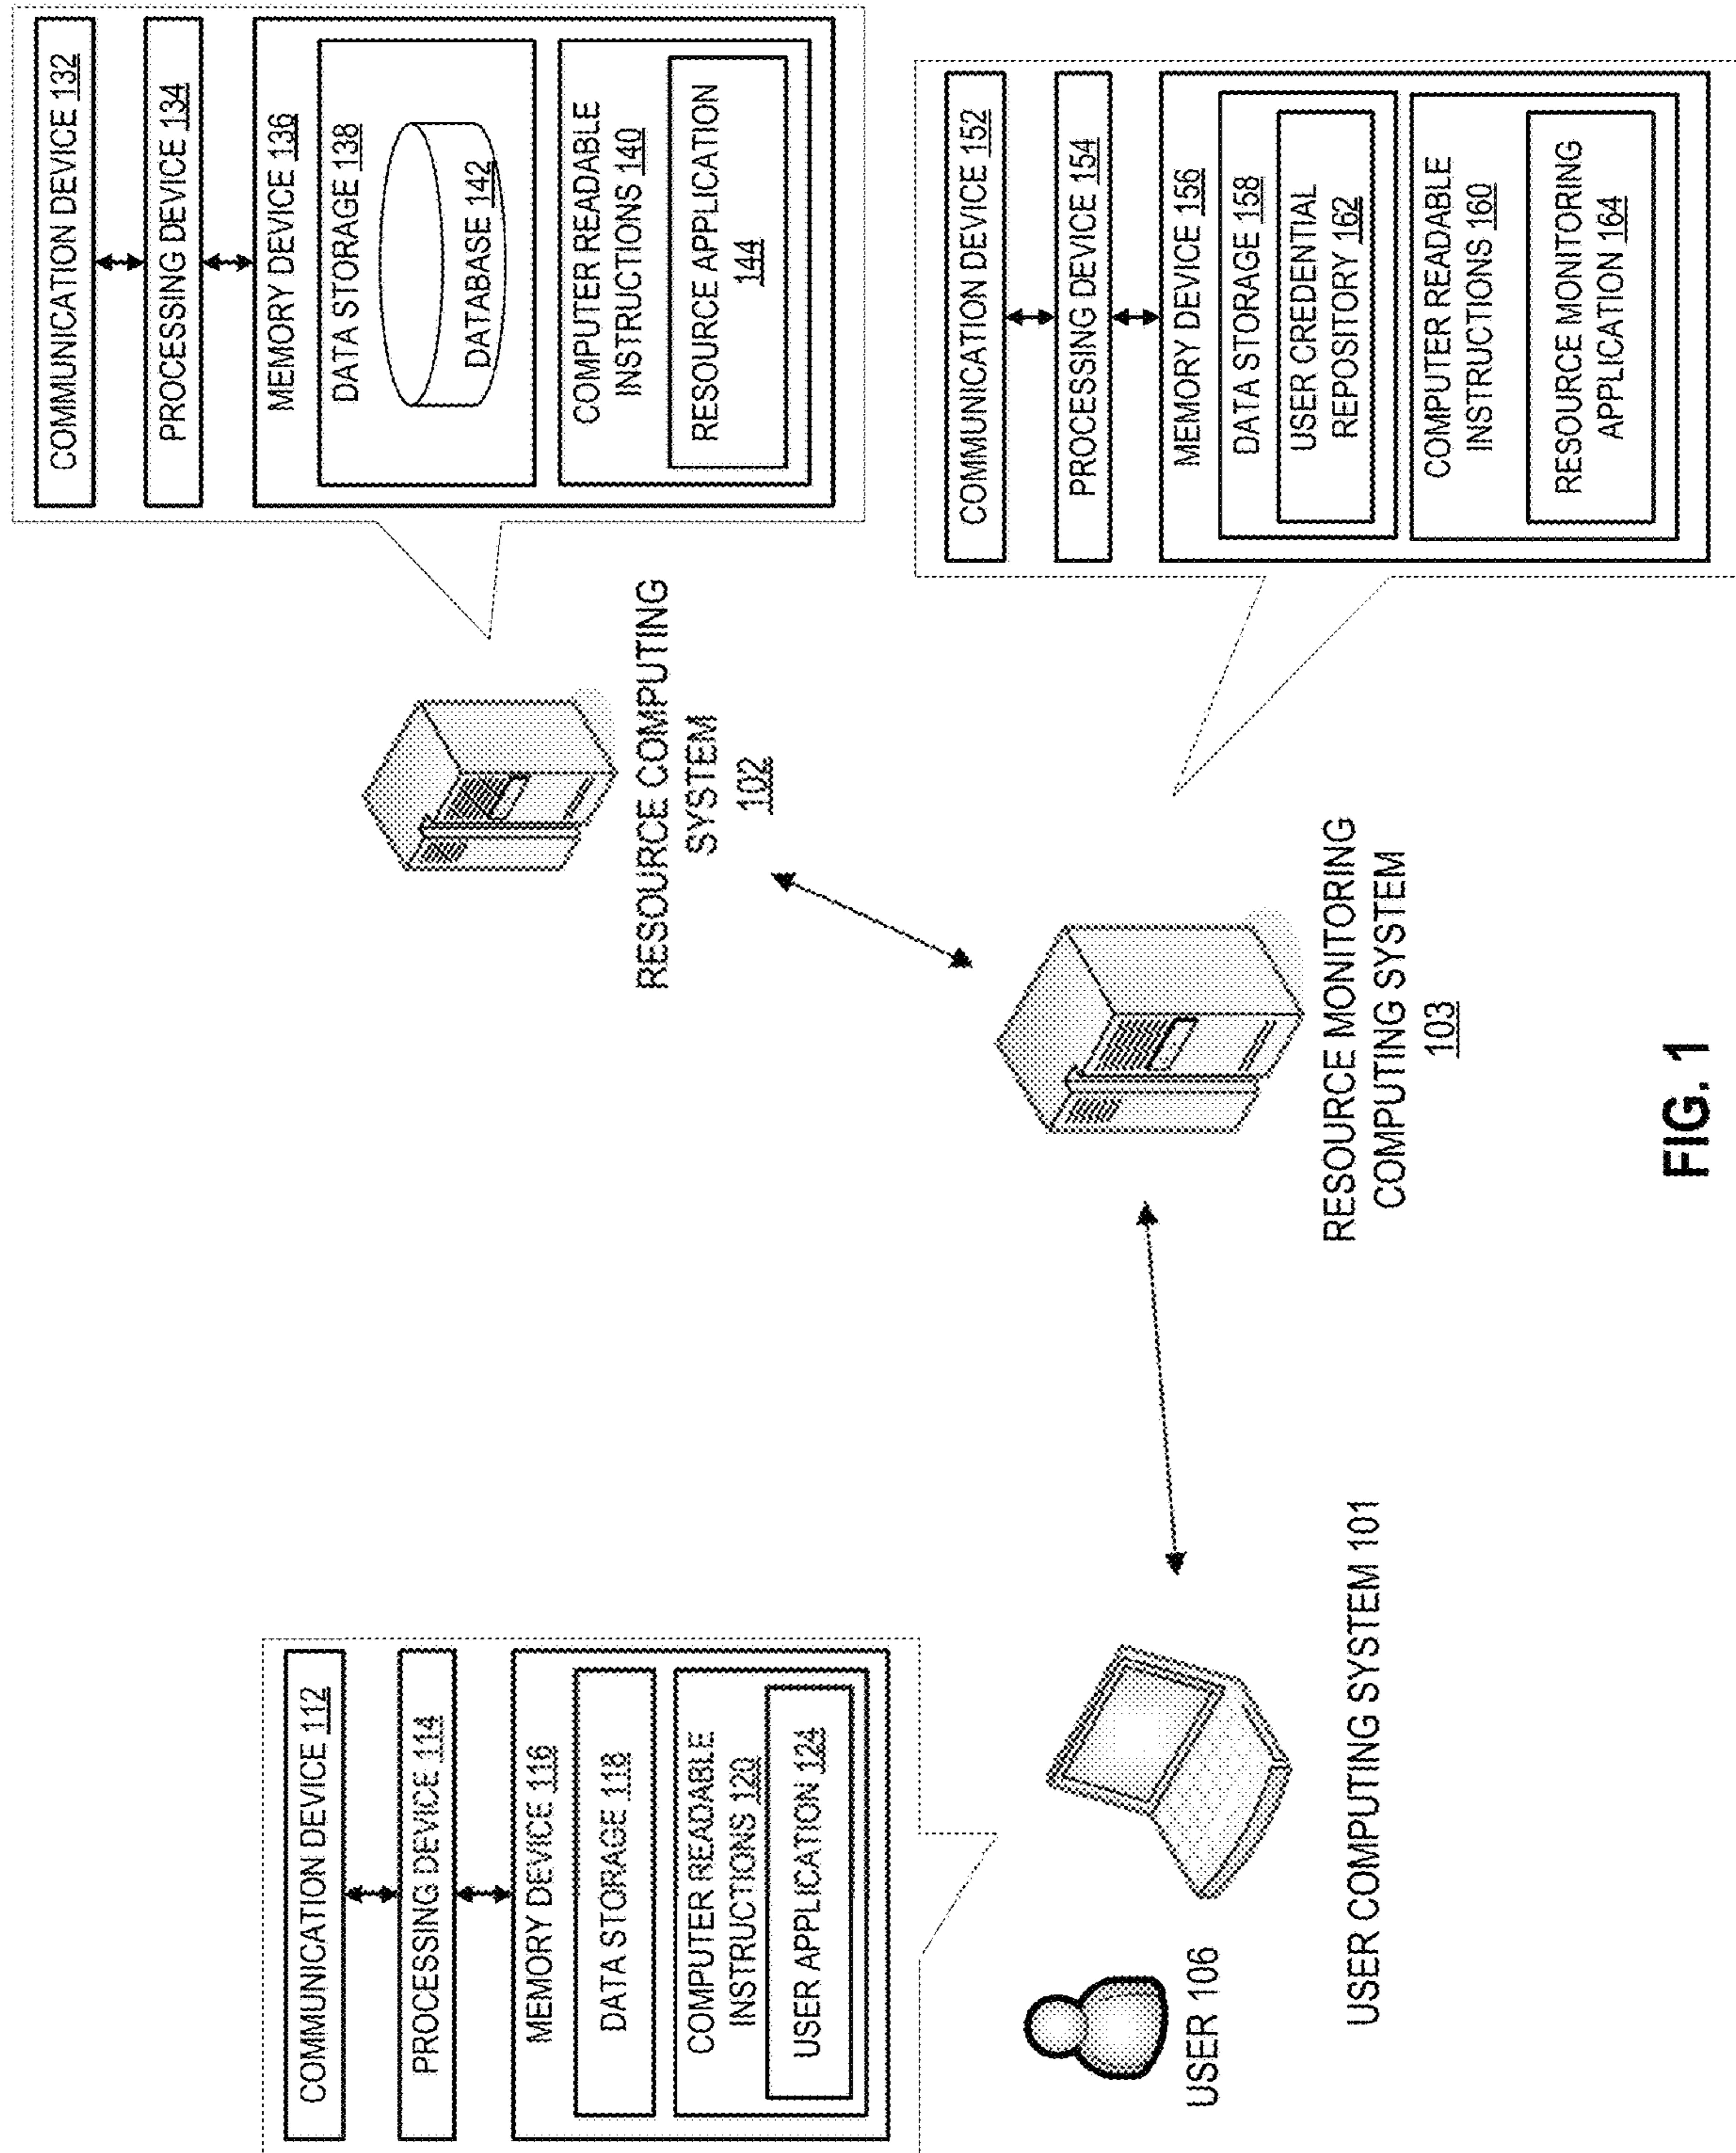 COMMUNICATION DEVICE 112
PROCESSING DEVICE 114
MEMORY DEVICE 116
DATA STORAGE 118
COMPUTER READABLE
INSTRUCTIONS 120
USER APPLICATION 124
USER 106
USER COMPUTING SYSTEM 101
COMMUNICATION DEVICE 132
PROCESSING DEVICE 134
MEMORY DEVICE 136
DATA STORAGE 138
DATABASE 142
COMPUTER READABLE
INSTRUCTIONS 140
RESOURCE APPLICATION
144
RESOURCE COMPUTING
SYSTEM
102
COMMUNICATION DEVICE 152
PROCESSING DEVICE 154
MEMORY DEVICE 156
DATA STORAGE 158
USER CREDENTIAL
REPOSITORY 162
COMPUTER READABLE
INSTRUCTIONS 160
RESOURCE MONITORING
APPLICATION 164
RESOURCE MONITORING
COMPUTING SYSTEM
103
FIG. 1